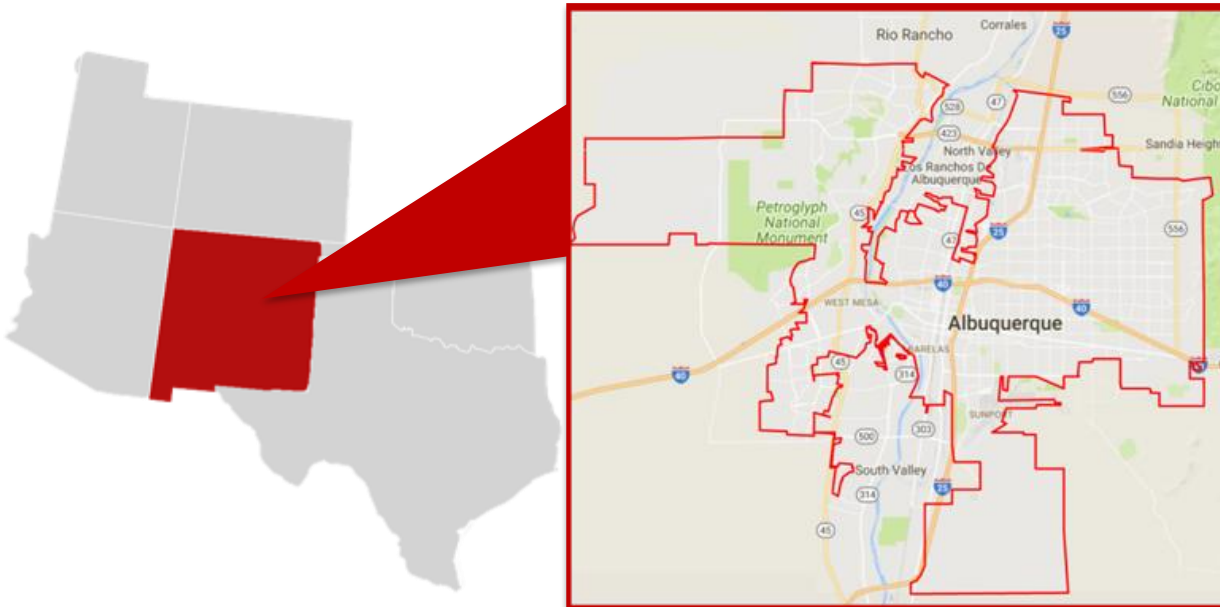 Corrales
Rio Rancho
25
556
Cibo
National
528
47
423
North Valley
Sandia Heigh
Los Ranchos De
Albuquerque
Petroglyph
National
Monument
45
47
556
25
40
WEST MESA
40
Albuquerque
BARELAS
45
314
40
SUNPORT
500
303
South Valley
25
314
45